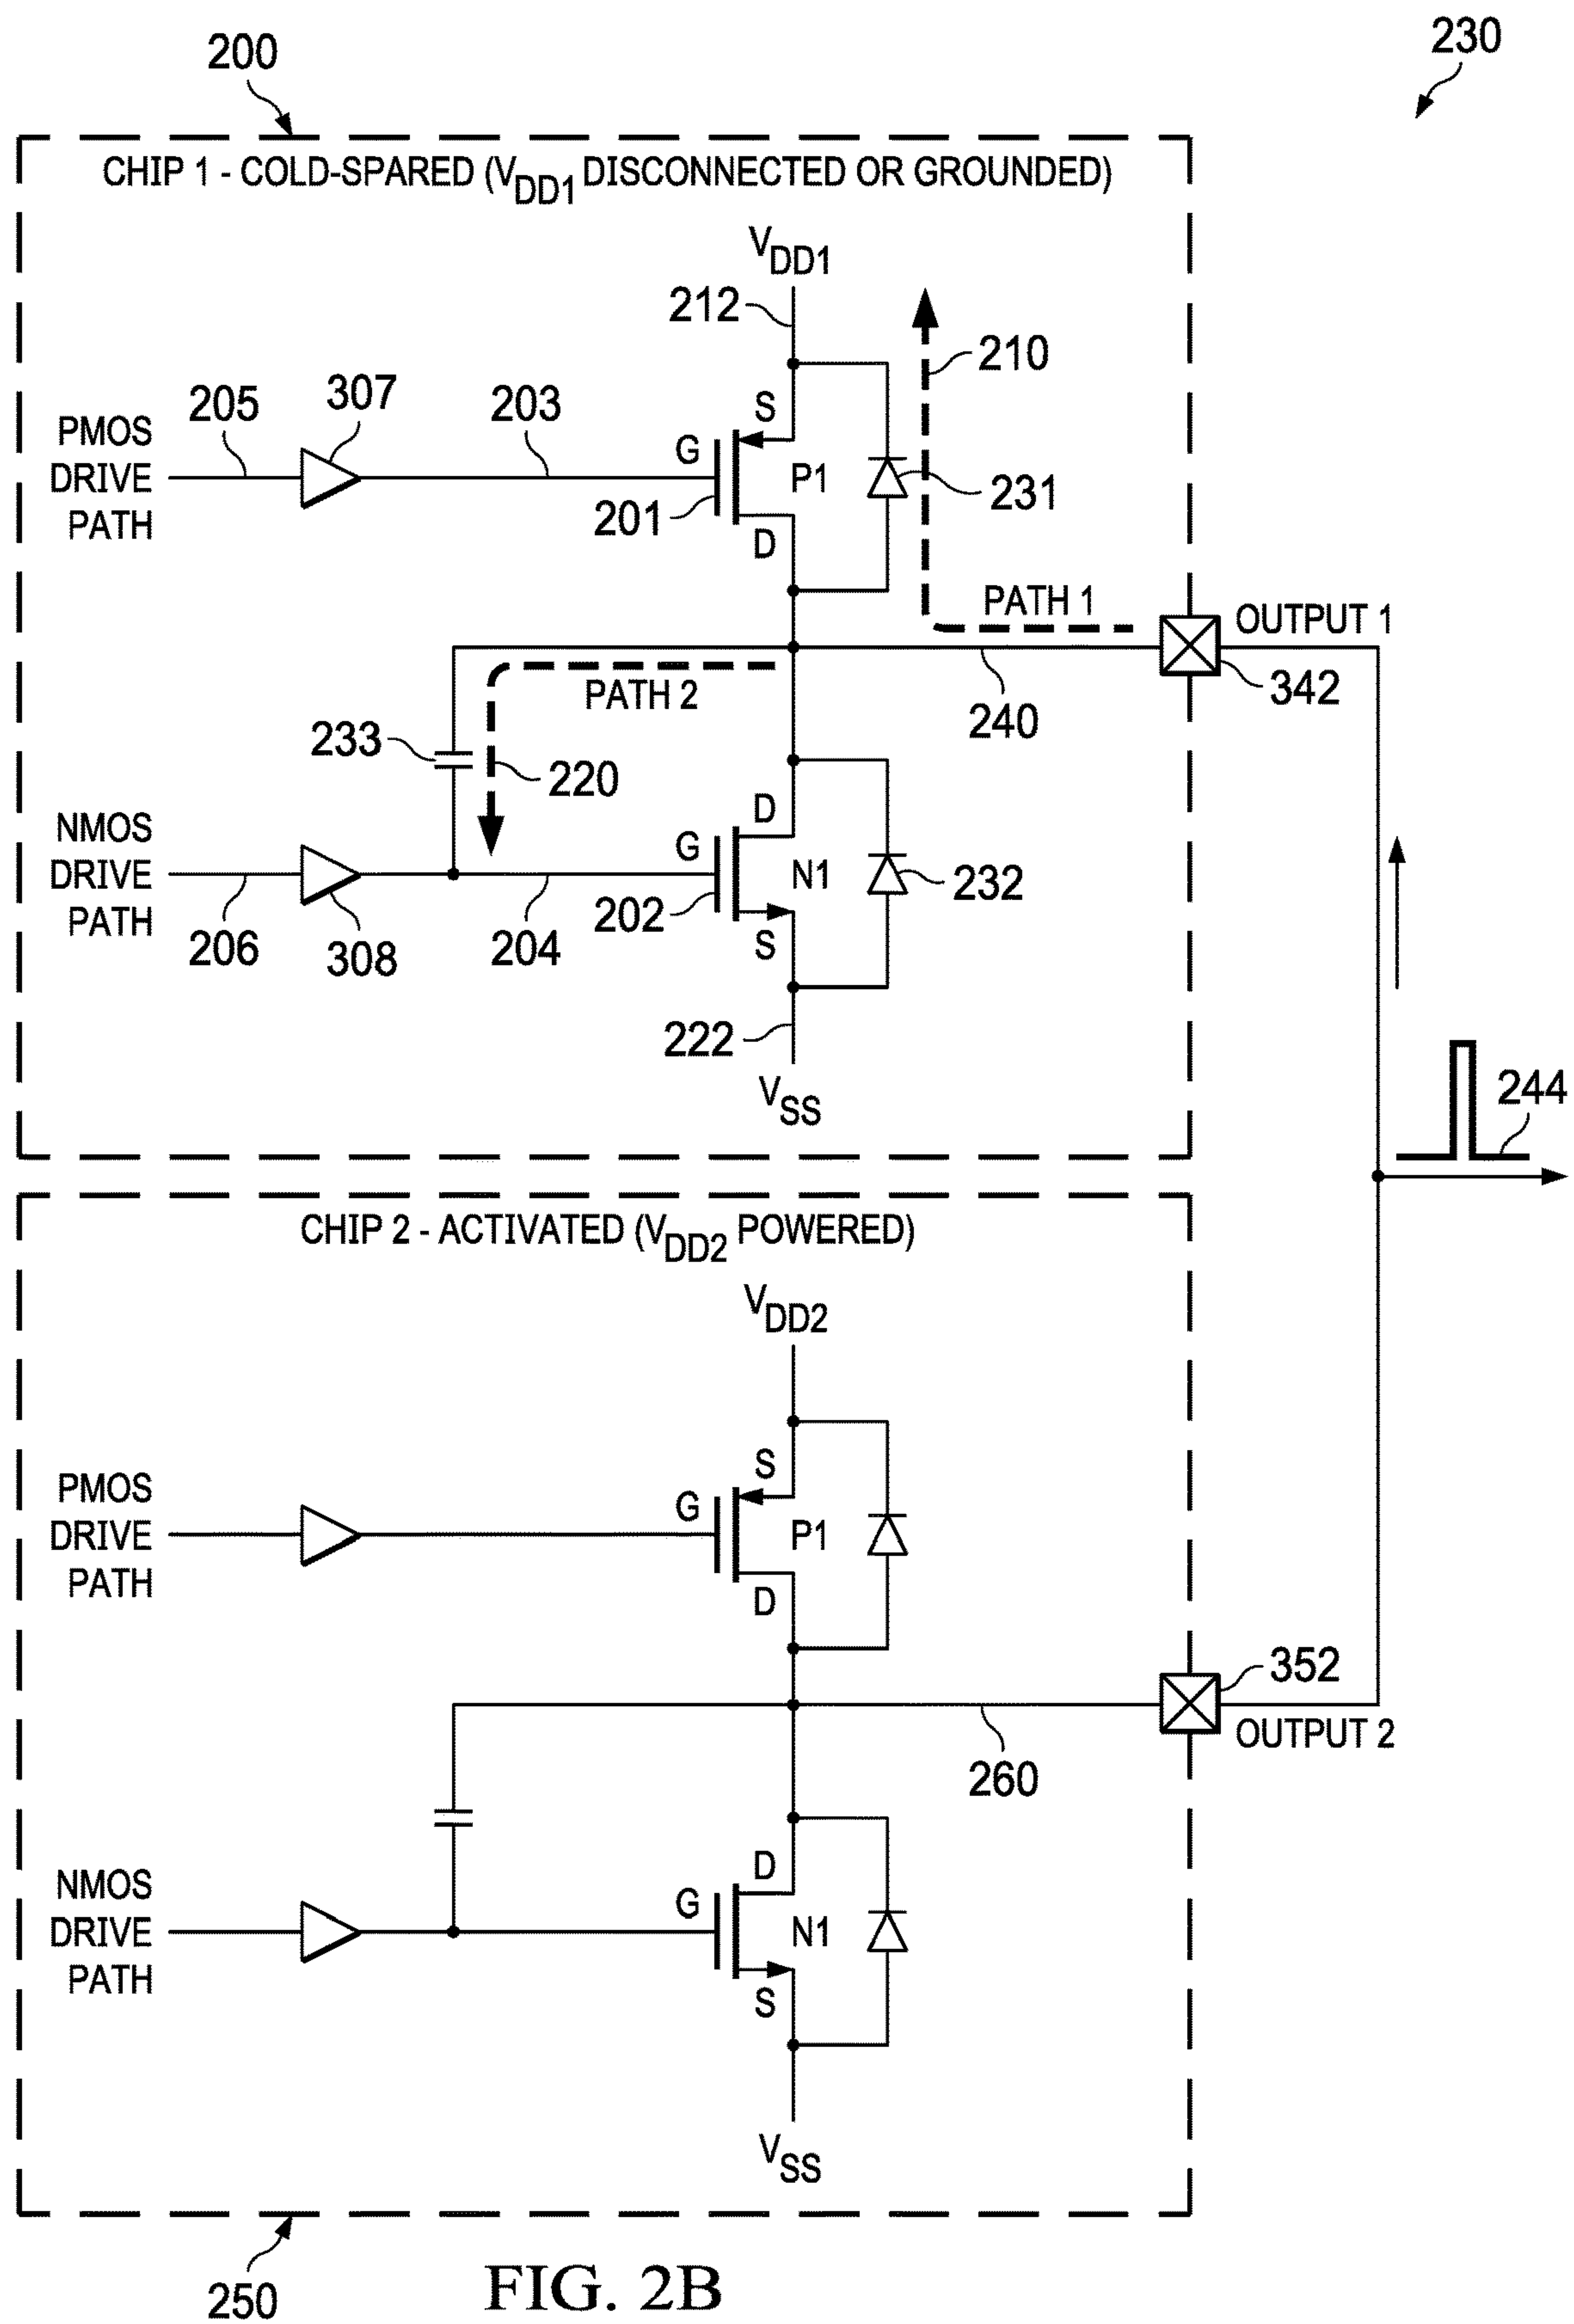 200
230
CHIP 1 - COLD-SPARED (VDD1 DISCONNECTED OR GROUNDED)
VDD1
212
210
PMOS
DRIVE
PATH
205
307
203
G
S
201
P1
D
231
PATH 1
OUTPUT 1
342
240
PATH 2
233
220
NMOS
DRIVE
PATH
206
308
204
G
D
202
N1
S
232
222
VSS
244
CHIP 2 - ACTIVATED (VDD2 POWERED)
VDD2
PMOS
DRIVE
PATH
G
S
P1
D
352
OUTPUT 2
260
NMOS
DRIVE
PATH
G
D
N1
S
VSS
250
FIG. 2B